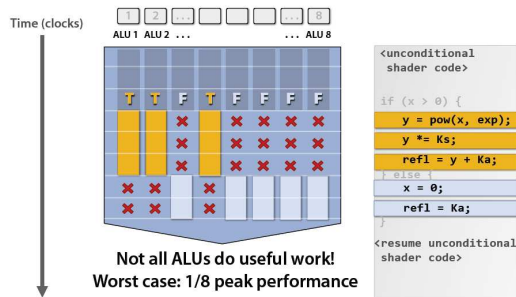 Time (clocks)
1 2 ... 8
ALU 1 ALU 2 ... ... ALU 8
T T F T F F F F
<unconditional
shader code>
if (x > 0) {
y = pow(x, exp);
y *= Ks;
refl = y + Ka;
} else {
x = 0;
refl = Ka;
}
<resume unconditional
shader code>
Not all ALUs do useful work!
Worst case: 1/8 peak performance